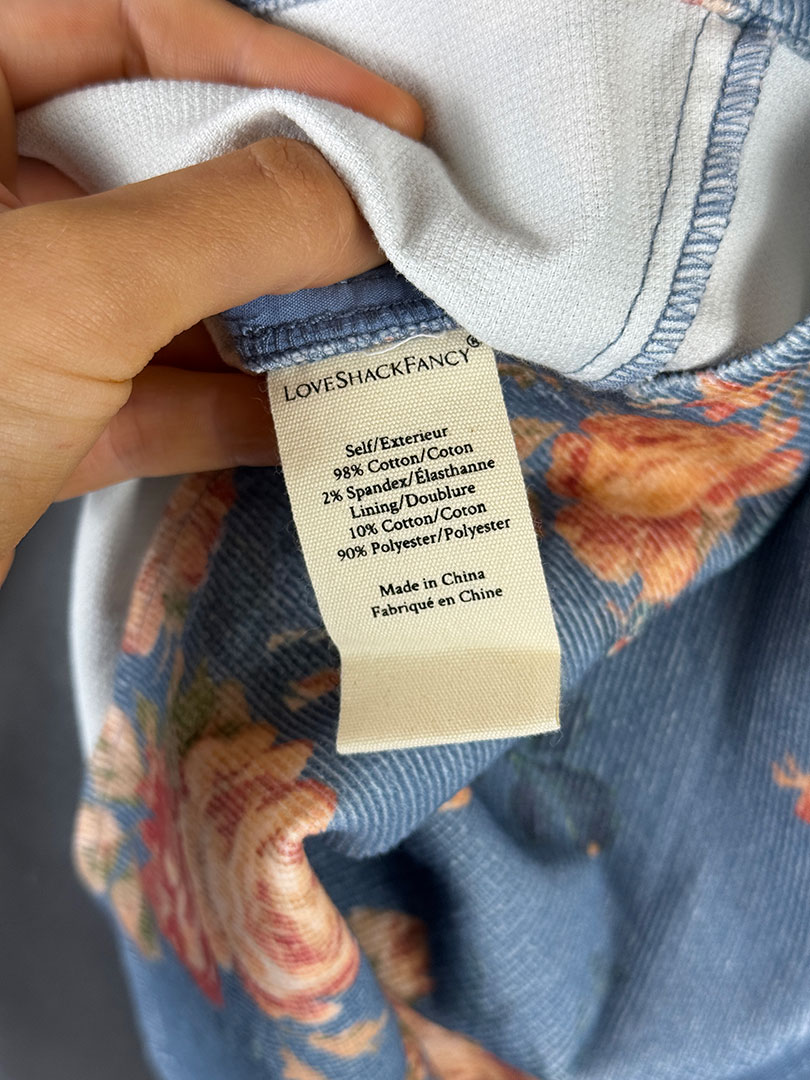 LOVESHACKFANCY®
Self/Exterieur
98% Cotton/Coton
2% Spandex/Élasthanne
Lining/Doublure
10% Cotton/Coton
90% Polyester/Polyester
Made in China
Fabriqué en Chine